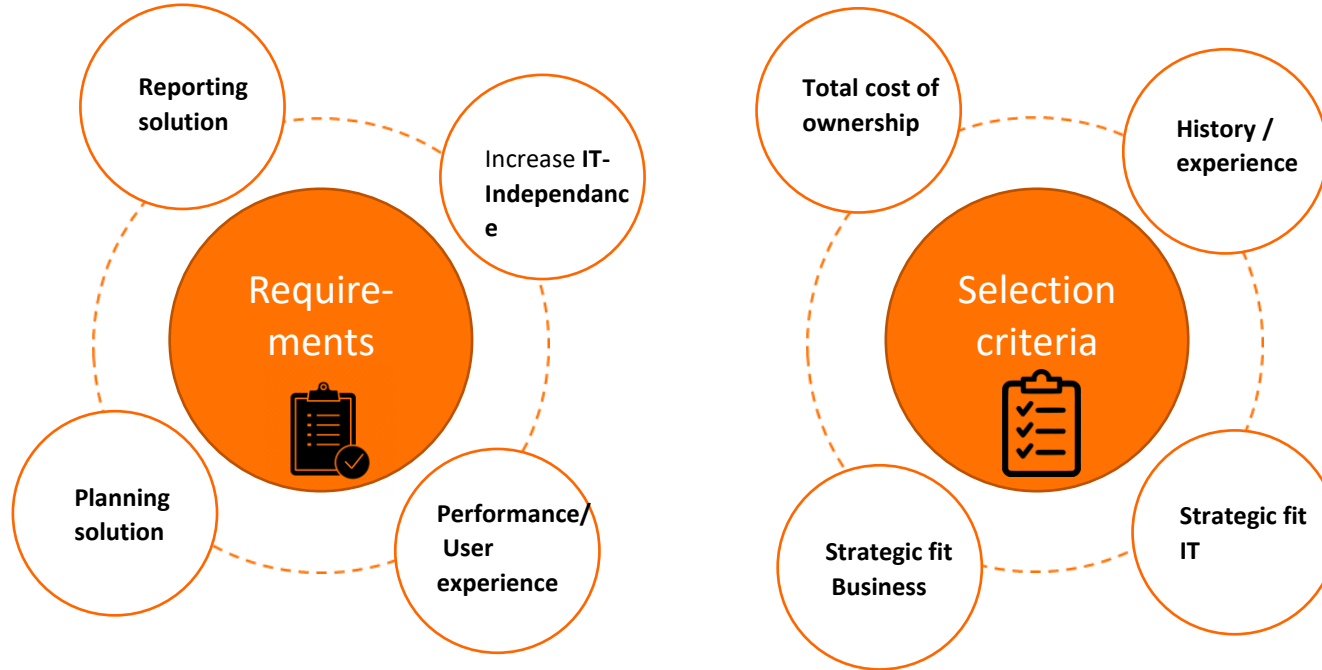 Reporting
solution
Increase IT-
Independanc
e
Require-
ments
Planning
solution
Performance/
User
experience
Total cost of
ownership
History /
experience
Selection
criteria
Strategic fit
Business
Strategic fit
IT